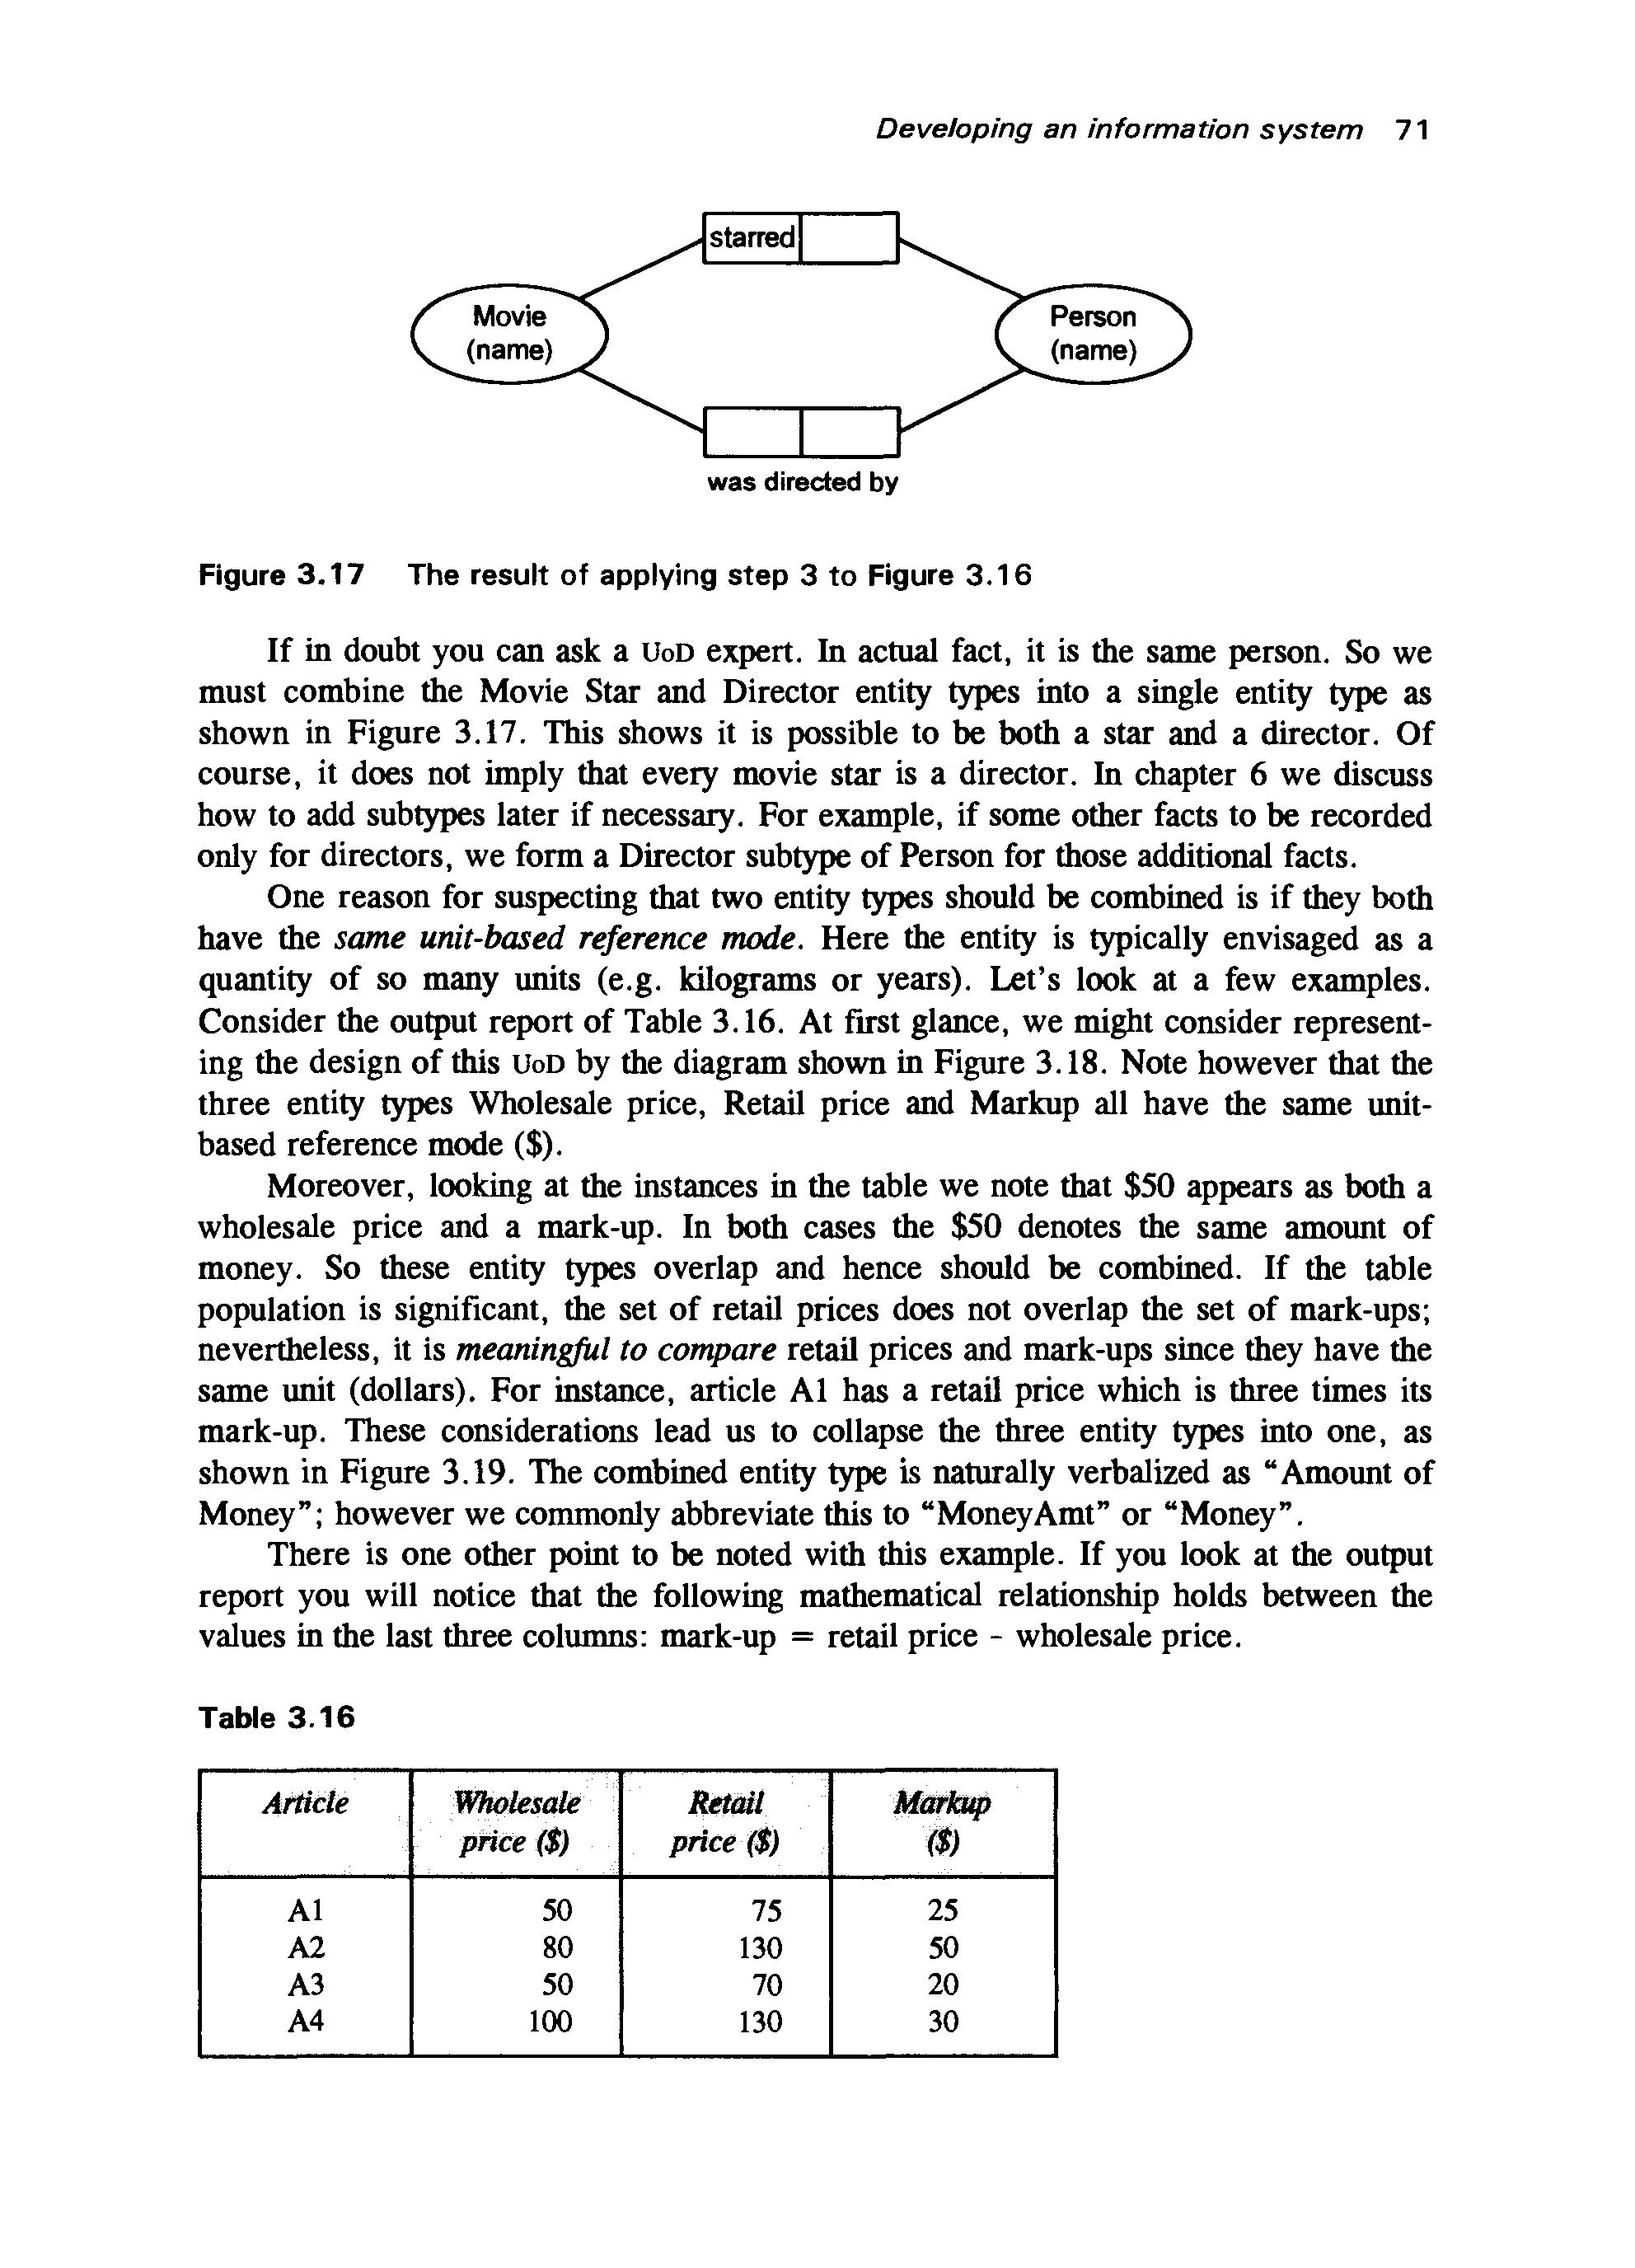 Developing an information system 71
starred
Movie
(name)
Person
(name)
was directed by
Figure 3.17 The result of applying step 3 to Figure 3.16
If in doubt you can ask a UoD expert. In actual fact, it is the same person. So we
must combine the Movie Star and Director entity types into a single entity type as
shown in Figure 3.17. This shows it is possible to be both a star and a director. Of
course, it does not imply that every movie star is a director. In chapter 6 we discuss
how to add subtypes later if necessary. For example, if some other facts to be recorded
only for directors, we form a Director subtype of Person for those additional facts.
One reason for suspecting that two entity types should be combined is if they both
have the same unit-based reference mode. Here the entity is typically envisaged as a
quantity of so many units (e.g. kilograms or years). Let's look at a few examples.
Consider the output report of Table 3.16. At first glance, we might consider represent-
ing the design of this UoD by the diagram shown in Figure 3.18. Note however that the
three entity types Wholesale price, Retail price and Markup all have the same unit-
based reference mode ($).
Moreover, looking at the instances in the table we note that $50 appears as both a
wholesale price and a mark-up. In both cases the $50 denotes the same amount of
money. So these entity types overlap and hence should be combined. If the table
population is significant, the set of retail prices does not overlap the set of mark-ups;
nevertheless, it is meaningful to compare retail prices and mark-ups since they have the
same unit (dollars). For instance, article A1 has a retail price which is three times its
mark-up. These considerations lead us to collapse the three entity types into one, as
shown in Figure 3.19. The combined entity type is naturally verbalized as “Amount of
Money”; however we commonly abbreviate this to “MoneyAmt” or “Money”.
There is one other point to be noted with this example. If you look at the output
report you will notice that the following mathematical relationship holds between the
values in the last three columns: mark-up = retail price - wholesale price.
Table 3.16
Article Wholesale price ($) Retail price ($) Markup ($)
A1 50 75 25
A2 80 130 50
A3 50 70 20
A4 100 130 30